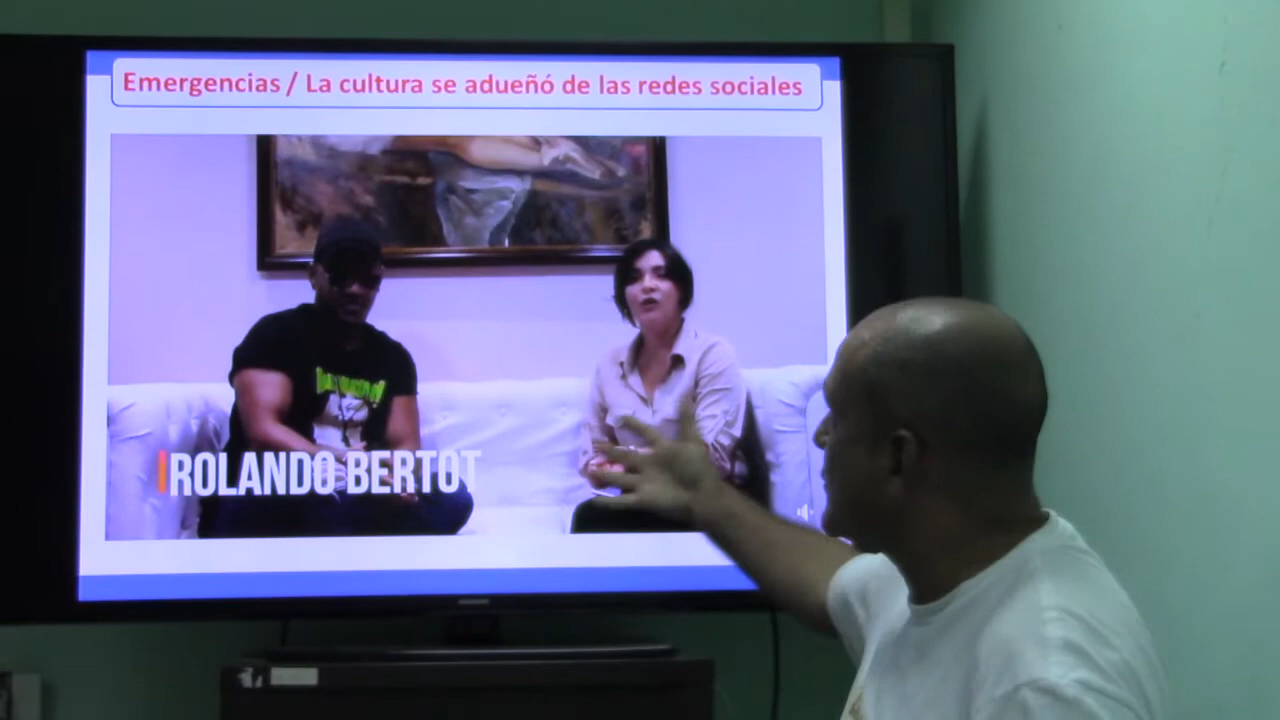 Emergencias / La cultura se adueñó de las redes sociales
ROLANDO BERTOT